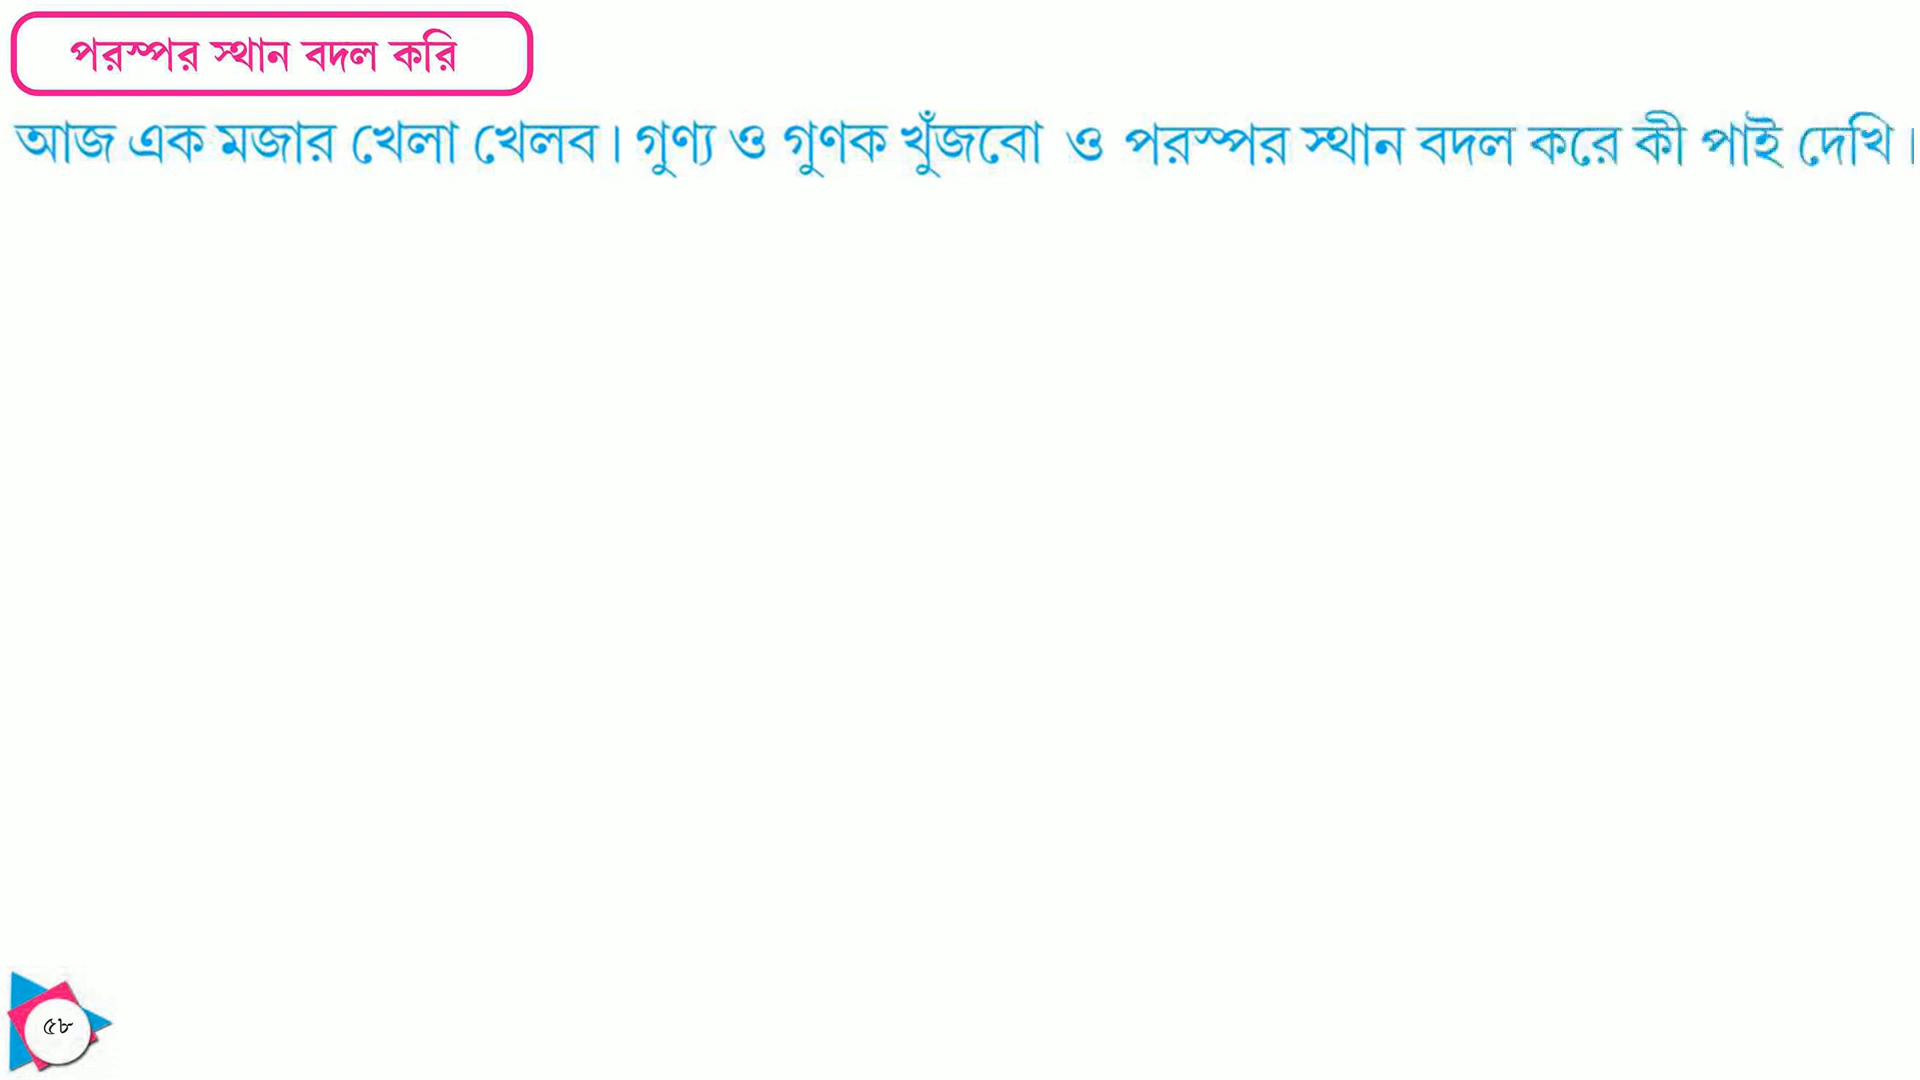 পরস্পর স্থান বদল করি
আজ এক মজার খেলা খেলব। গুণ্য ও গুণক খুঁজবো ও পরস্পর স্থান বদল করে কী পাই দেখি।
৫৮